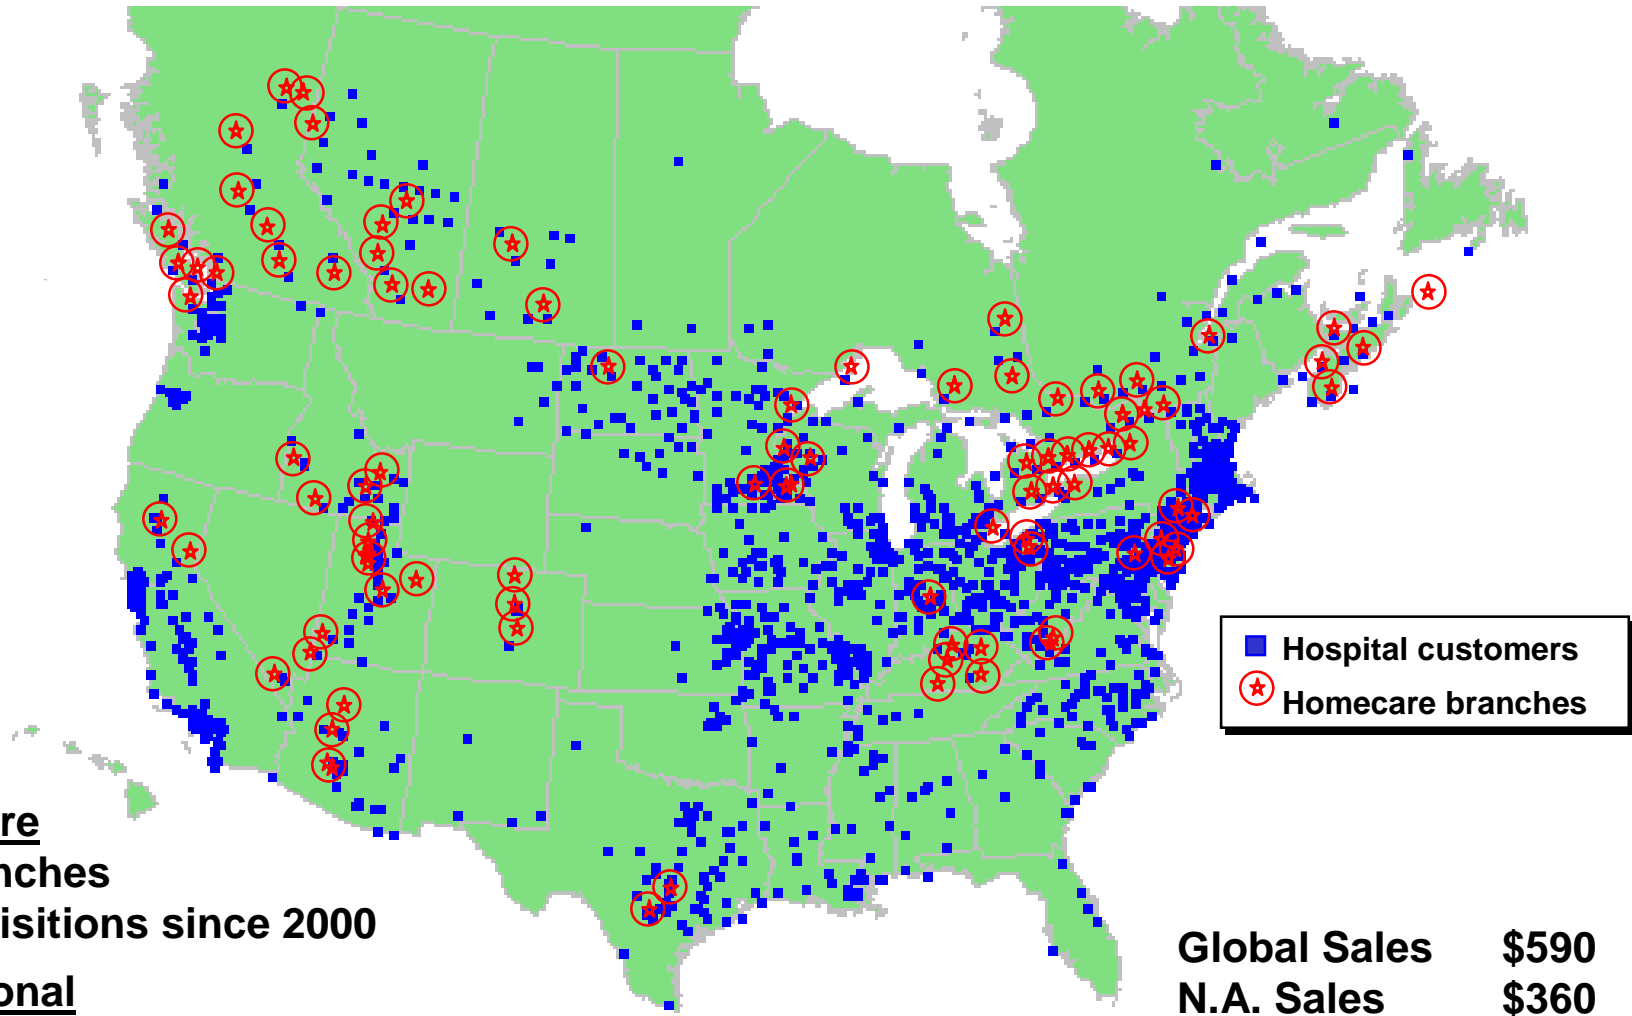 Hospital customers
Homecare branches
re
nches
isitions since 2000
onal
Global Sales $590
N.A. Sales $360